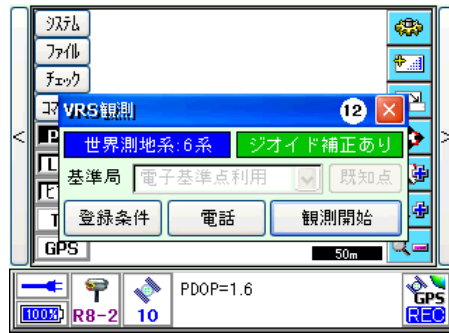 システム
ファイル
チェック
コマ
VRS観測
12
<
>
P
世界測地系:6系
ジオイド補正あり
基準局
電子基準点利用
既知点
登録条件
電話
観測開始
T
GPS
50m
PDOP=1.6
100%
R8-2
10
GPS
REC